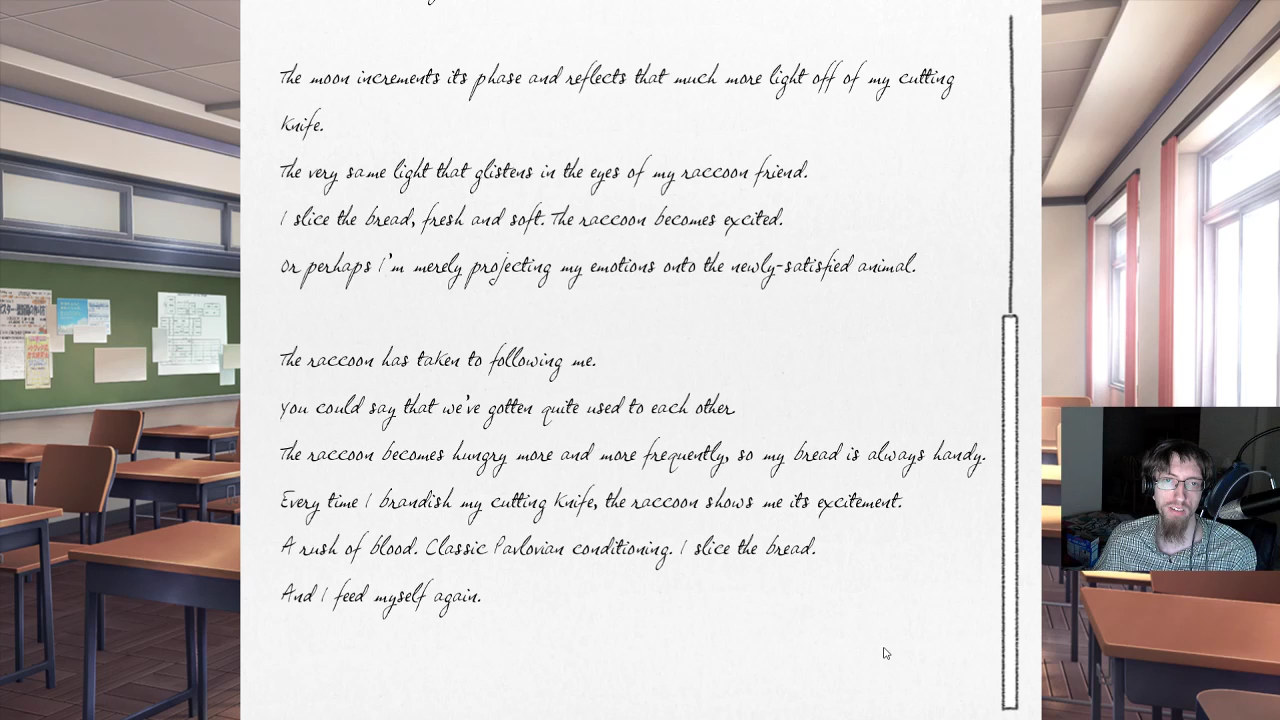 The moon increments its phase and reflects that much more light off of my cutting
knife.
The very same light that glistens in the eyes of my raccoon friend.
I slice the bread, fresh and soft. The raccoon becomes excited.
Or perhaps I'm merely projecting my emotions onto the newly-satisfied animal.
The raccoon has taken to following me.
You could say that we've gotten quite used to each other
The raccoon becomes hungry more and more frequently, so my bread is always handy.
Every time I brandish my cutting knife, the raccoon shows me its excitement.
A rush of blood. Classic Pavlovian conditioning. I slice the bread.
And I feed myself again.